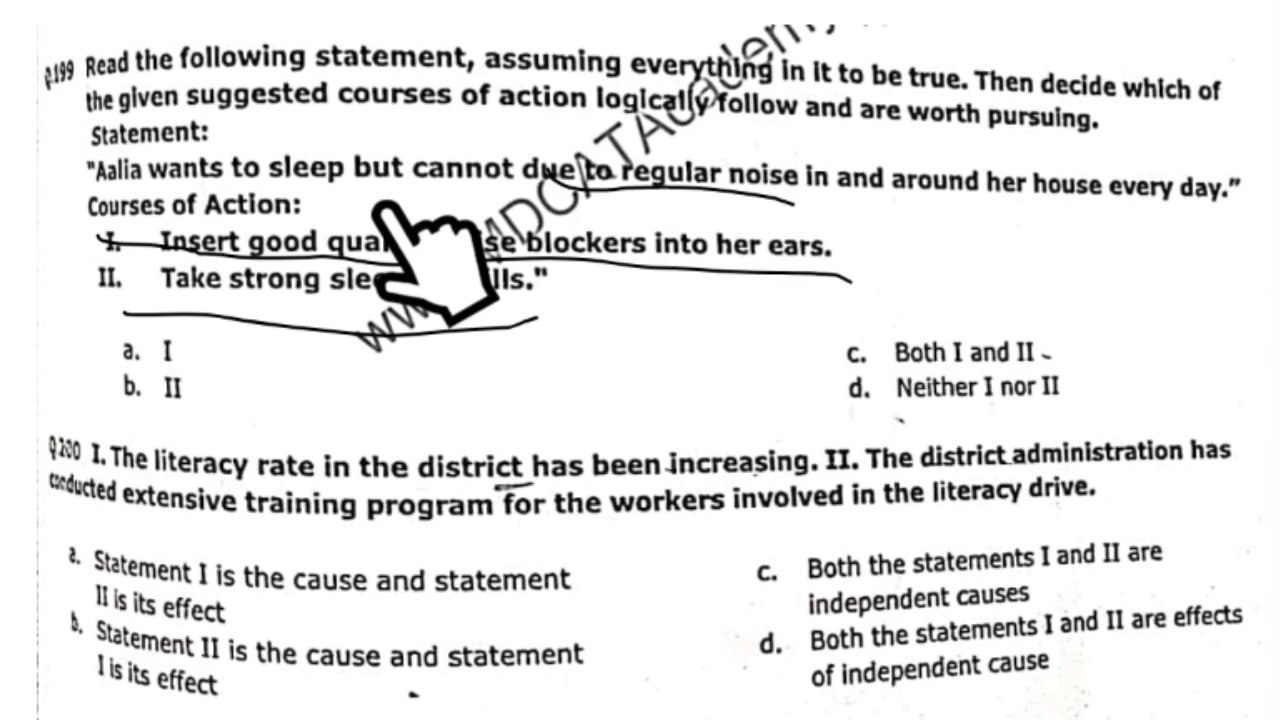 Q199 Read the following statement, assuming everything in it to be true. Then decide which of
the given suggested courses of action logically follow and are worth pursuing.
Statement:
"Aalia wants to sleep but cannot due to regular noise in and around her house every day.”
Courses of Action:
I. Insert good blockers into her ears.
II. Take strong
a. I
b. II
c. Both I and II
d. Neither I nor II
Q200 I. The literacy rate in the district has been increasing. II. The district administration has
conducted extensive training program for the workers involved in the literacy drive.
a. Statement I is the cause and statement
II is its effect
b. Statement II is the cause and statement
I is its effect
c. Both the statements I and II are
independent causes
d. Both the statements I and II are effects
of independent cause